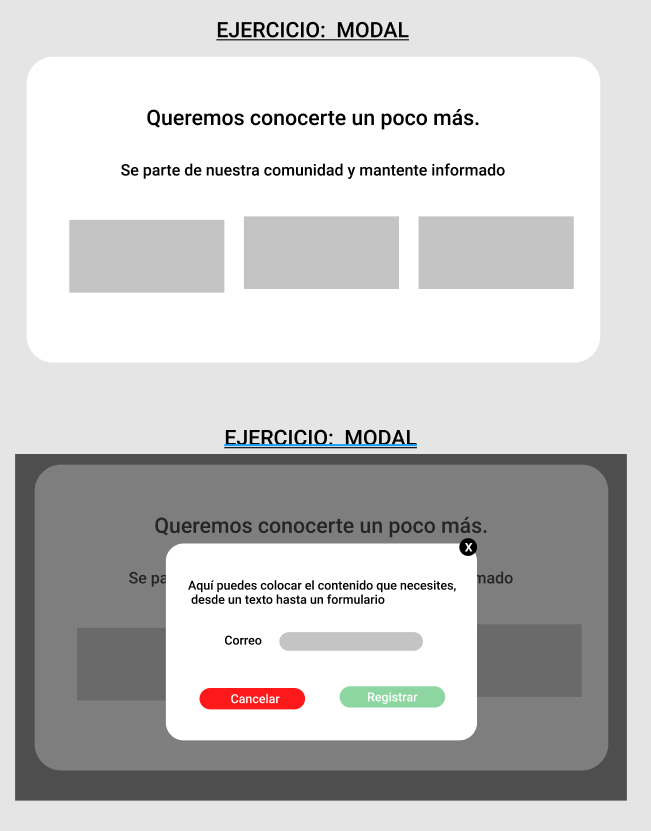 EJERCICIO: MODAL
Queremos conocerte un poco más.
Se parte de nuestra comunidad y mantente informado
EJERCICIO: MODAL
Queremos conocerte un poco más.
X
Se pa mado
Aquí puedes colocar el contenido que necesites,
desde un texto hasta un formulario
Correo
Cancelar Registrar